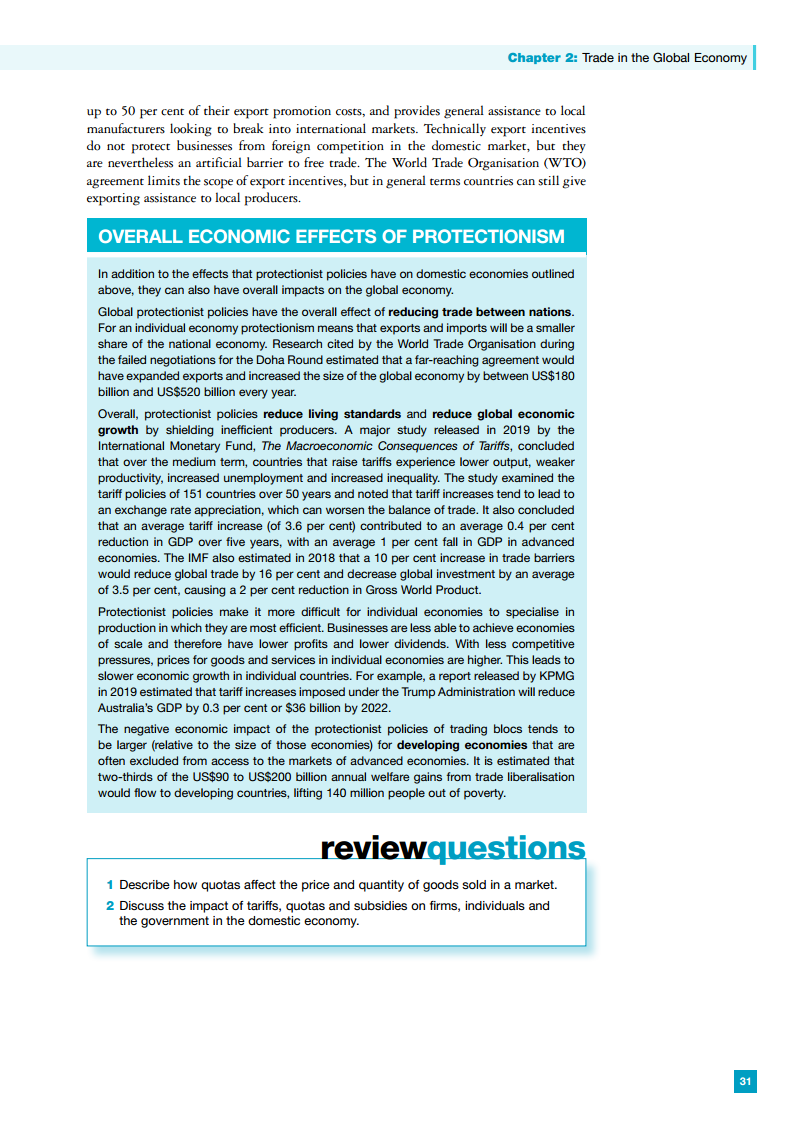 Chapter 2: Trade in the Global Economy
up to 50 per cent of their export promotion costs, and provides general assistance to local
manufacturers looking to break into international markets. Technically export incentives
do not protect businesses from foreign competition in the domestic market, but they
are nevertheless an artificial barrier to free trade. The World Trade Organisation (WTO)
agreement limits the scope of export incentives, but in general terms countries can still give
exporting assistance to local producers.
OVERALL ECONOMIC EFFECTS OF PROTECTIONISM
In addition to the effects that protectionist policies have on domestic economies outlined
above, they can also have overall impacts on the global economy.
Global protectionist policies have the overall effect of reducing trade between nations.
For an individual economy protectionism means that exports and imports will be a smaller
share of the national economy. Research cited by the World Trade Organisation during
the failed negotiations for the Doha Round estimated that a far-reaching agreement would
have expanded exports and increased the size of the global economy by between US$180
billion and US$520 billion every year.
Overall, protectionist policies reduce living standards and reduce global economic
growth by shielding inefficient producers. A major study released in 2019 by the
International Monetary Fund, The Macroeconomic Consequences of Tariffs, concluded
that over the medium term, countries that raise tariffs experience lower output, weaker
productivity, increased unemployment and increased inequality. The study examined the
tariff policies of 151 countries over 50 years and noted that tariff increases tend to lead to
an exchange rate appreciation, which can worsen the balance of trade. It also concluded
that an average tariff increase (of 3.6 per cent) contributed to an average 0.4 per cent
reduction in GDP over five years, with an average 1 per cent fall in GDP in advanced
economies. The IMF also estimated in 2018 that a 10 per cent increase in trade barriers
would reduce global trade by 16 per cent and decrease global investment by an average
of 3.5 per cent, causing a 2 per cent reduction in Gross World Product.
Protectionist policies make it more difficult for individual economies to specialise in
production in which they are most efficient. Businesses are less able to achieve economies
of scale and therefore have lower profits and lower dividends. With less competitive
pressures, prices for goods and services in individual economies are higher. This leads to
slower economic growth in individual countries. For example, a report released by KPMG
in 2019 estimated that tariff increases imposed under the Trump Administration will reduce
Australia's GDP by 0.3 per cent or $36 billion by 2022.
The negative economic impact of the protectionist policies of trading blocs tends to
be larger (relative to the size of those economies) for developing economies that are
often excluded from access to the markets of advanced economies. It is estimated that
two-thirds of the US$90 to US$200 billion annual welfare gains from trade liberalisation
would flow to developing countries, lifting 140 million people out of poverty.
reviewquestions
1 Describe how quotas affect the price and quantity of goods sold in a market.
2 Discuss the impact of tariffs, quotas and subsidies on firms, individuals and
the government in the domestic economy.
31